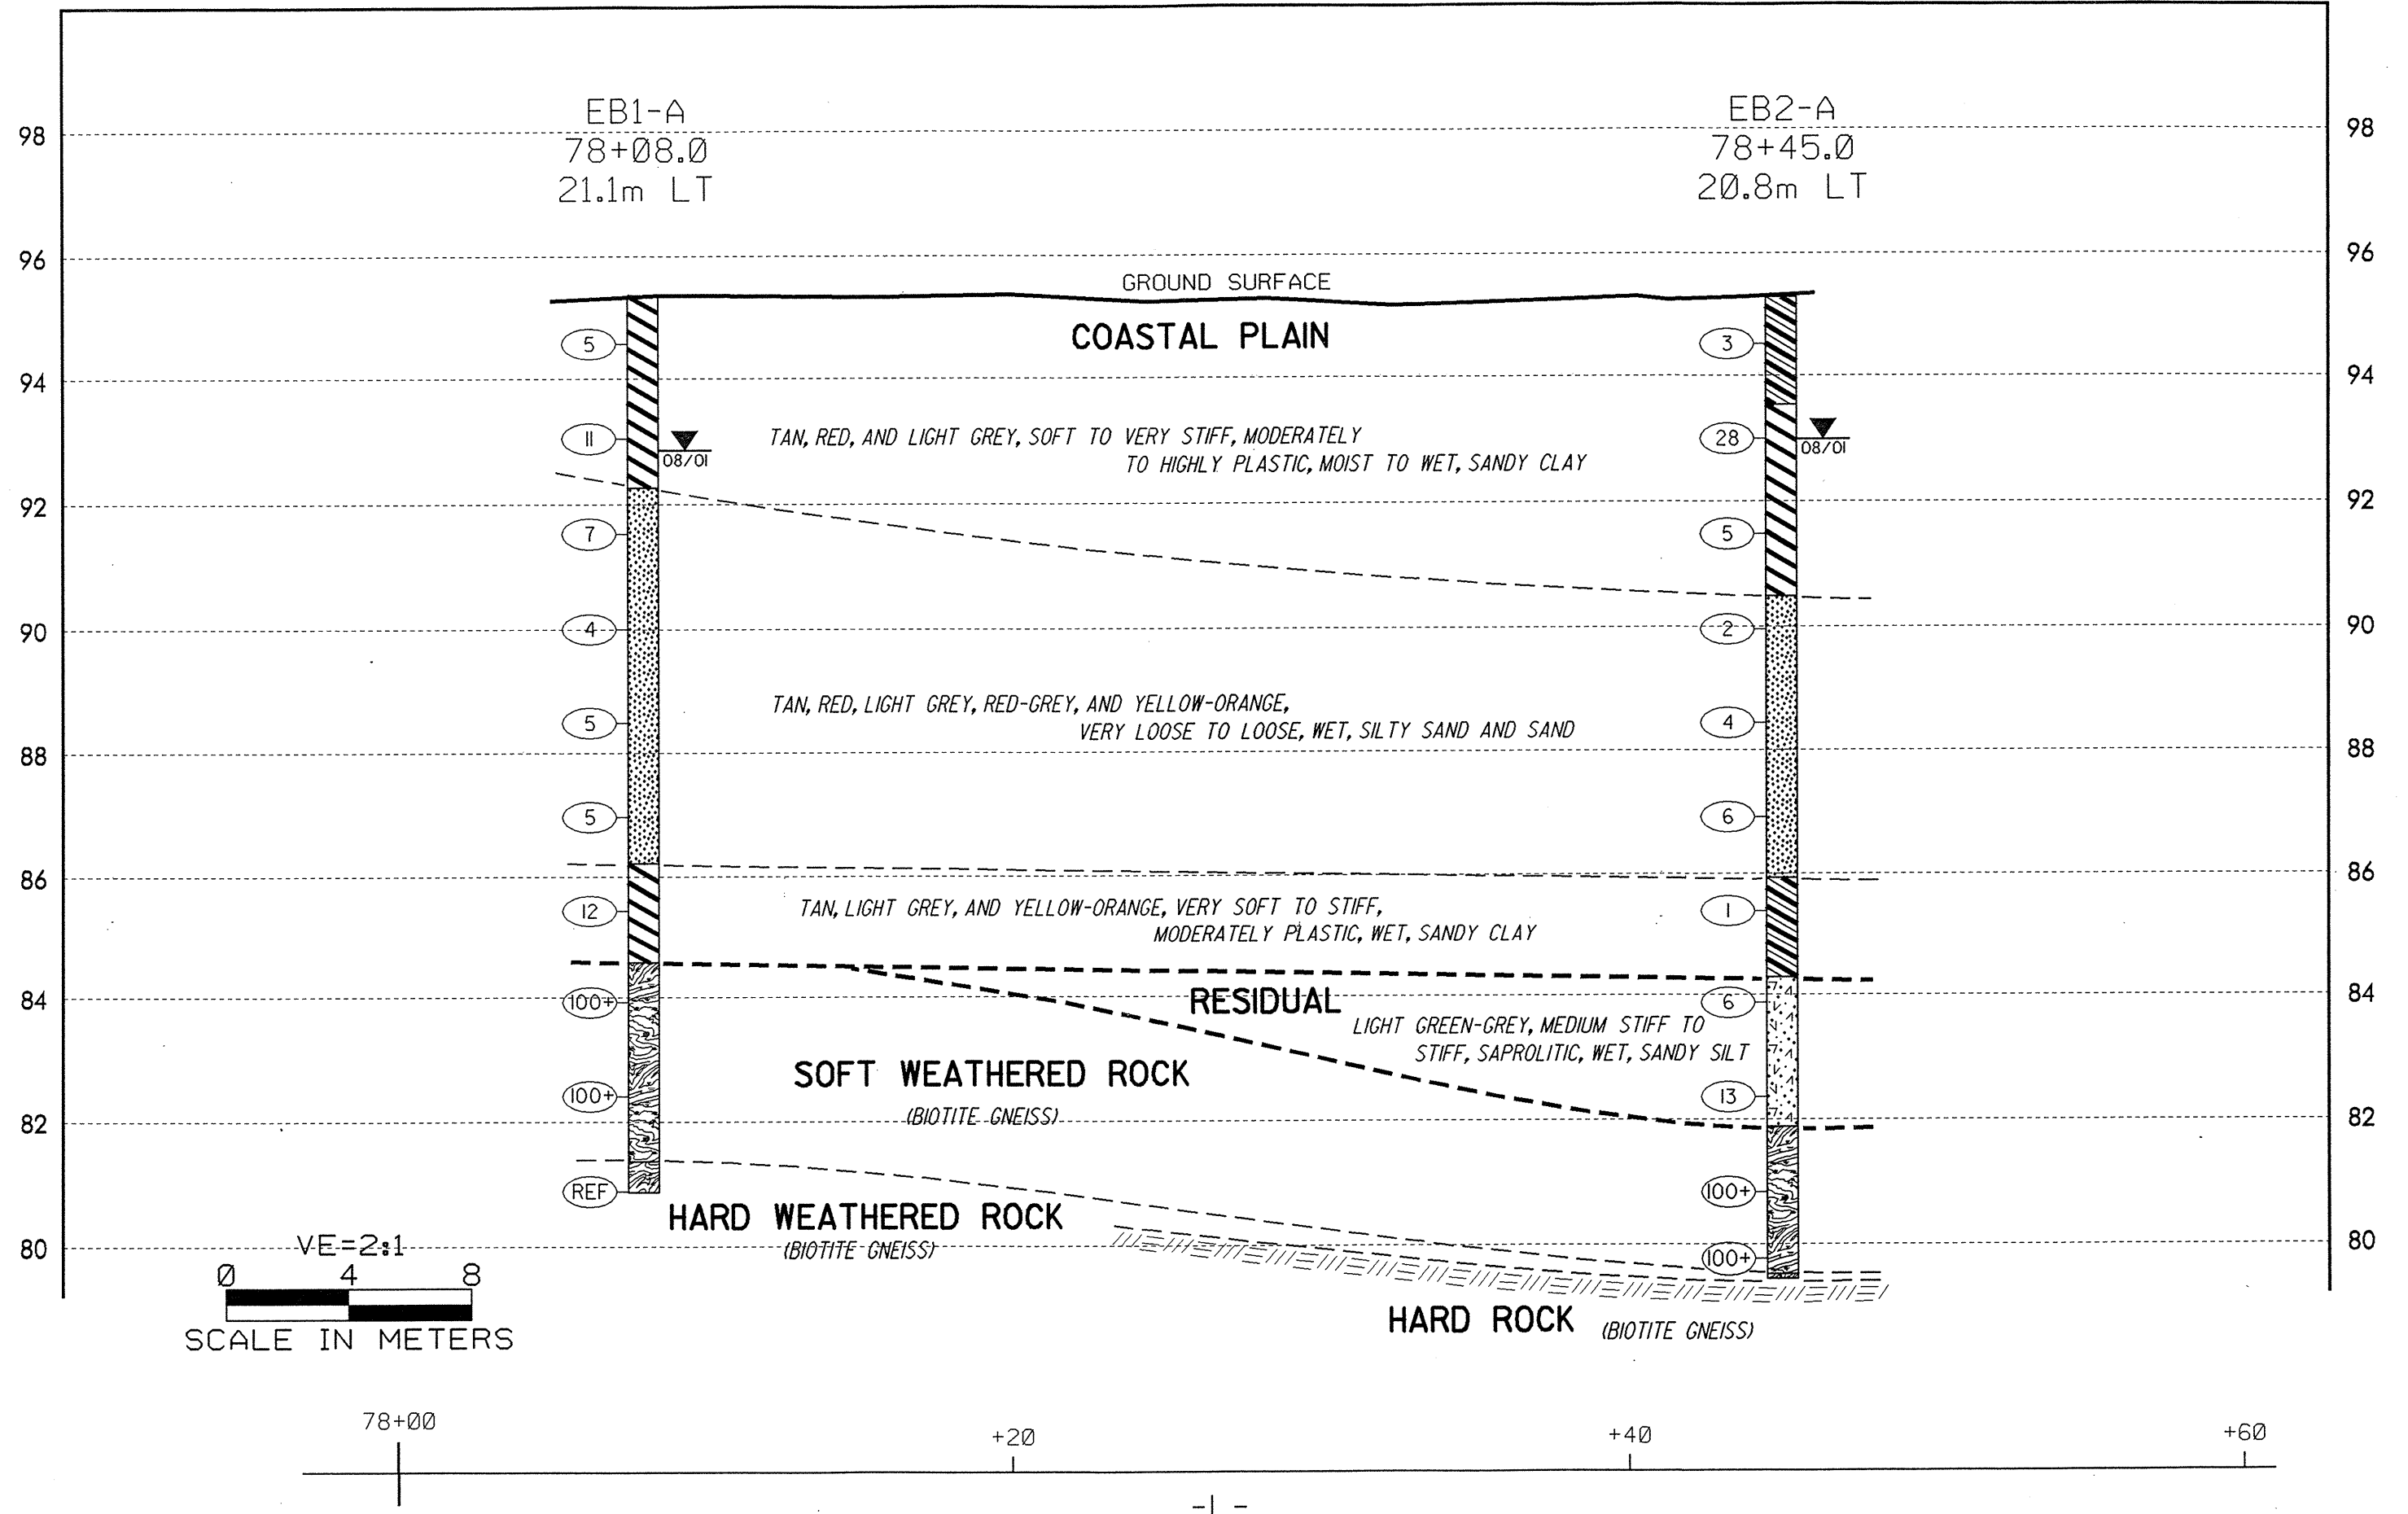 EB1-A
78+08.0
21.1m LT
EB2-A
78+45.0
20.8m LT
98
98
96
96
GROUND SURFACE
COASTAL PLAIN
5
3
94
94
11
08/01
TAN, RED, AND LIGHT GREY, SOFT TO VERY STIFF, MODERATELY
TO HIGHLY PLASTIC, MOIST TO WET, SANDY CLAY
28
08/01
92
92
7
5
90
4
2
90
TAN, RED, LIGHT GREY, RED-GREY, AND YELLOW-ORANGE,
VERY LOOSE TO LOOSE, WET, SILTY SAND AND SAND
5
4
88
88
5
6
86
86
12
TAN, LIGHT GREY, AND YELLOW-ORANGE, VERY SOFT TO STIFF,
MODERATELY PLASTIC, WET, SANDY CLAY
1
84
100+
RESIDUAL
6
84
LIGHT GREEN-GREY, MEDIUM STIFF TO
STIFF, SAPROLITIC, WET, SANDY SILT
SOFT WEATHERED ROCK
(BIOTITE GNEISS)
100+
13
82
82
REF
100+
HARD WEATHERED ROCK
(BIOTITE GNEISS)
80
80
100+
VE=2:1
0 4 8
SCALE IN METERS
HARD ROCK (BIOTITE GNEISS)
78+00
+20
+40
+60
-L-